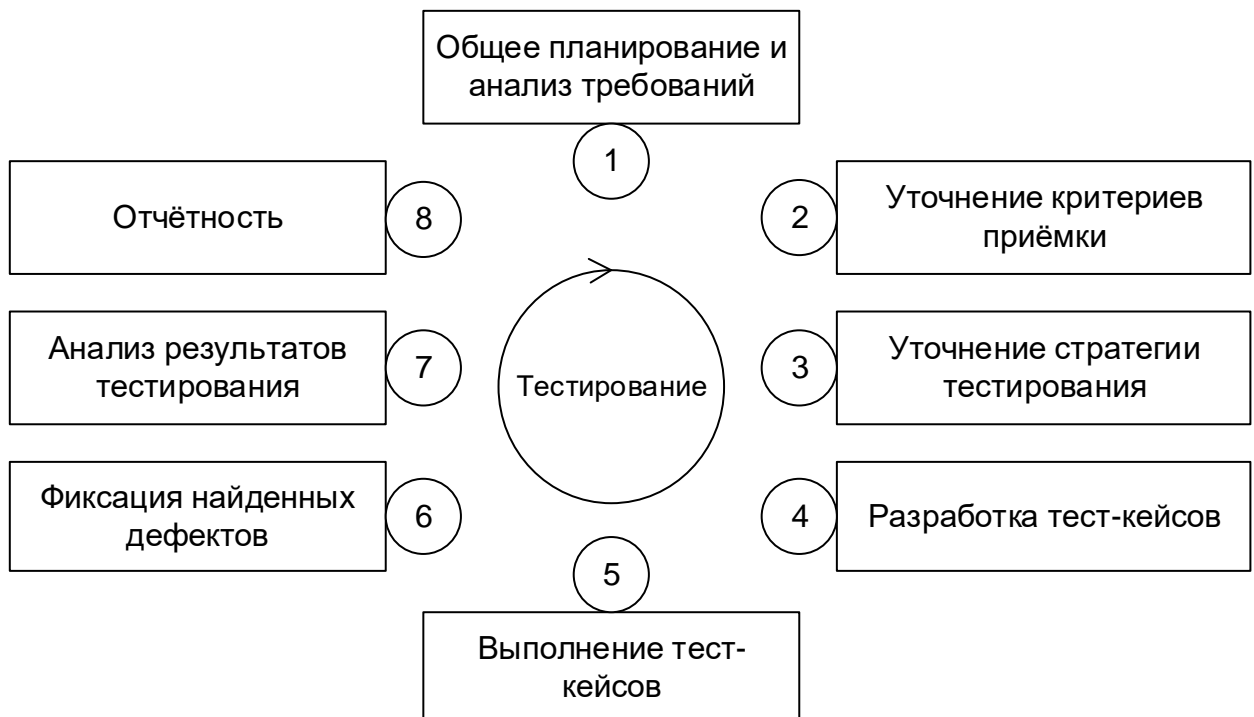 Общее планирование и
анализ требований
1
2
Уточнение критериев
приёмки
3
Уточнение стратегии
тестирования
4
Разработка тест-кейсов
5
Выполнение тест-
кейсов
6
Фиксация найденных
дефектов
7
Анализ результатов
тестирования
8
Отчётность
Тестирование